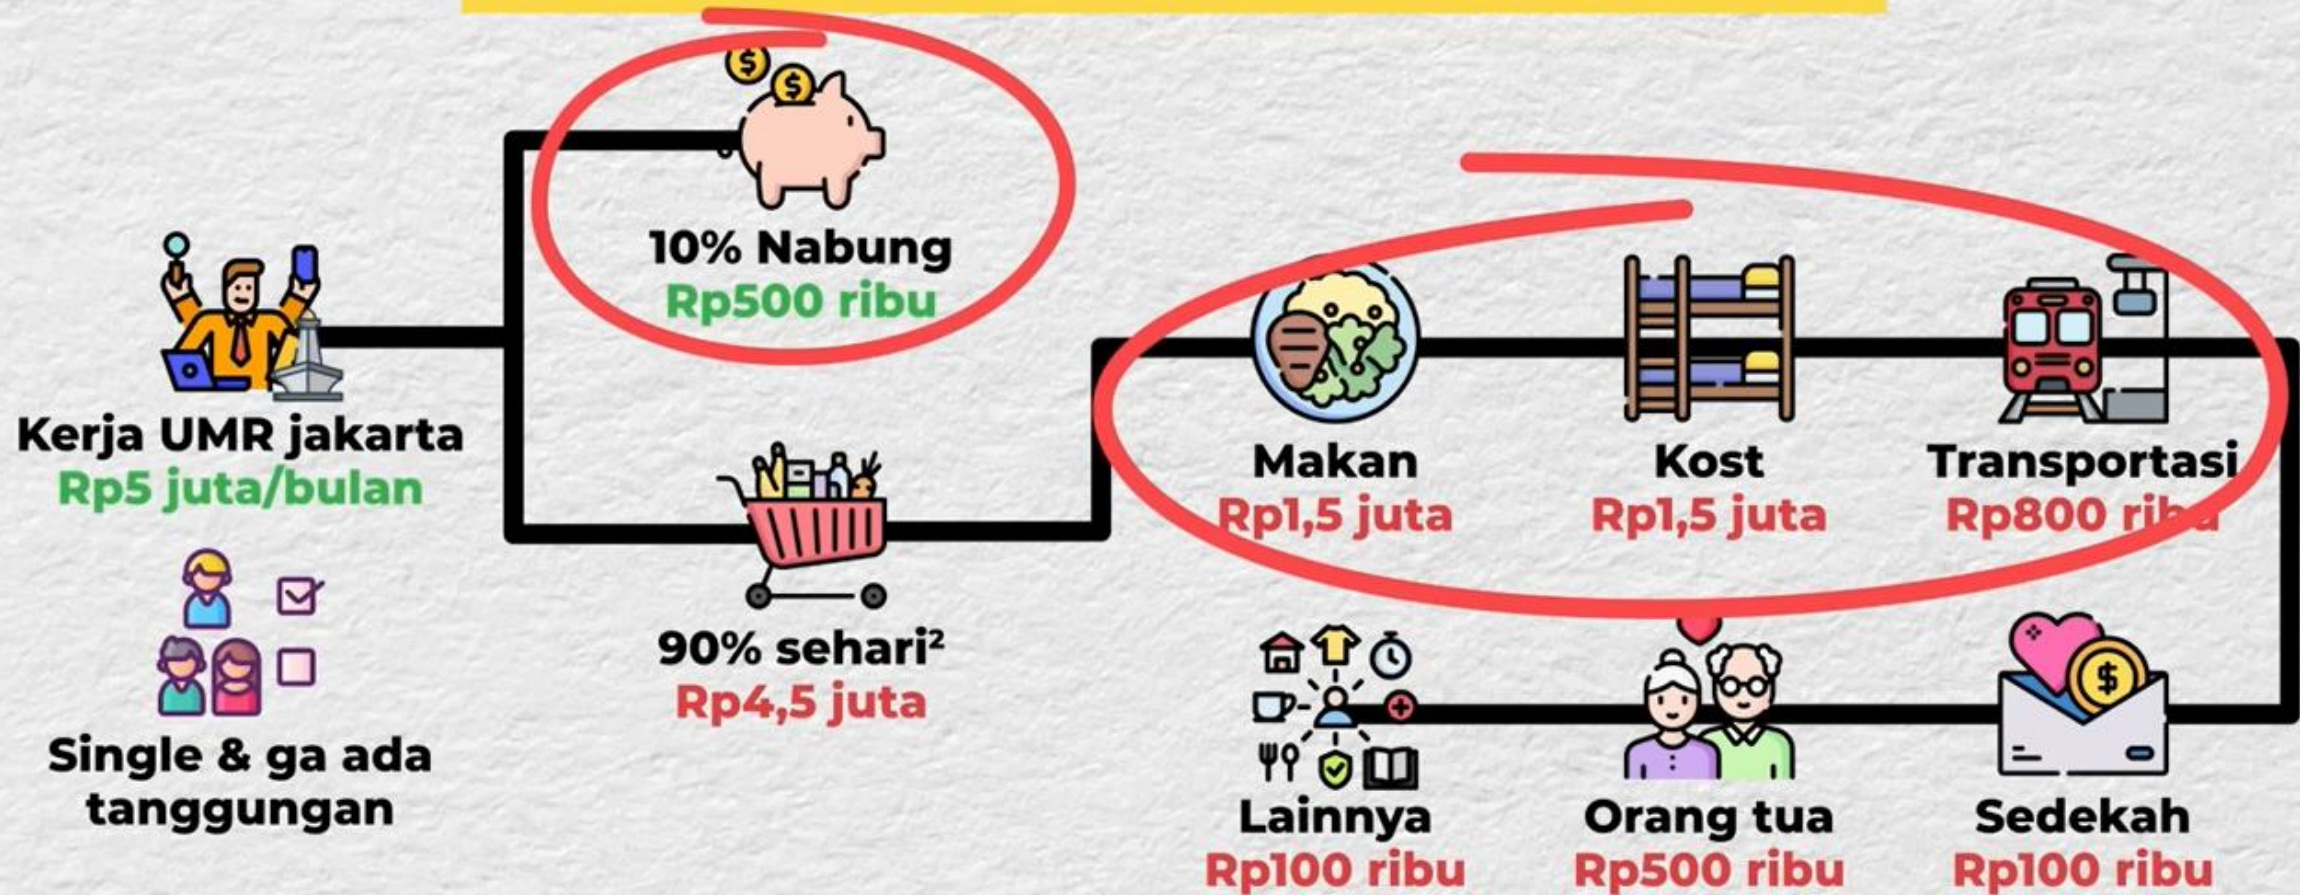 10% Nabung
Rp500 ribu
Kerja UMR jakarta
Rp5 juta/bulan
Single & ga ada
tanggungan
90% sehari²
Rp4,5 juta
Makan
Rp1,5 juta
Kost
Rp1,5 juta
Transportasi
Rp800 ribu
Lainnya
Rp100 ribu
Orang tua
Rp500 ribu
Sedekah
Rp100 ribu